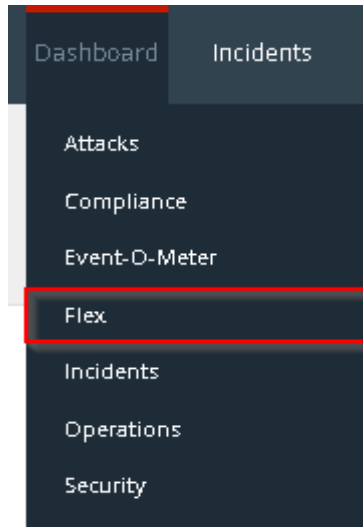 Dashboard Incidents
Attacks
Compliance
Event-O-Meter
Flex
Incidents
Operations
Security